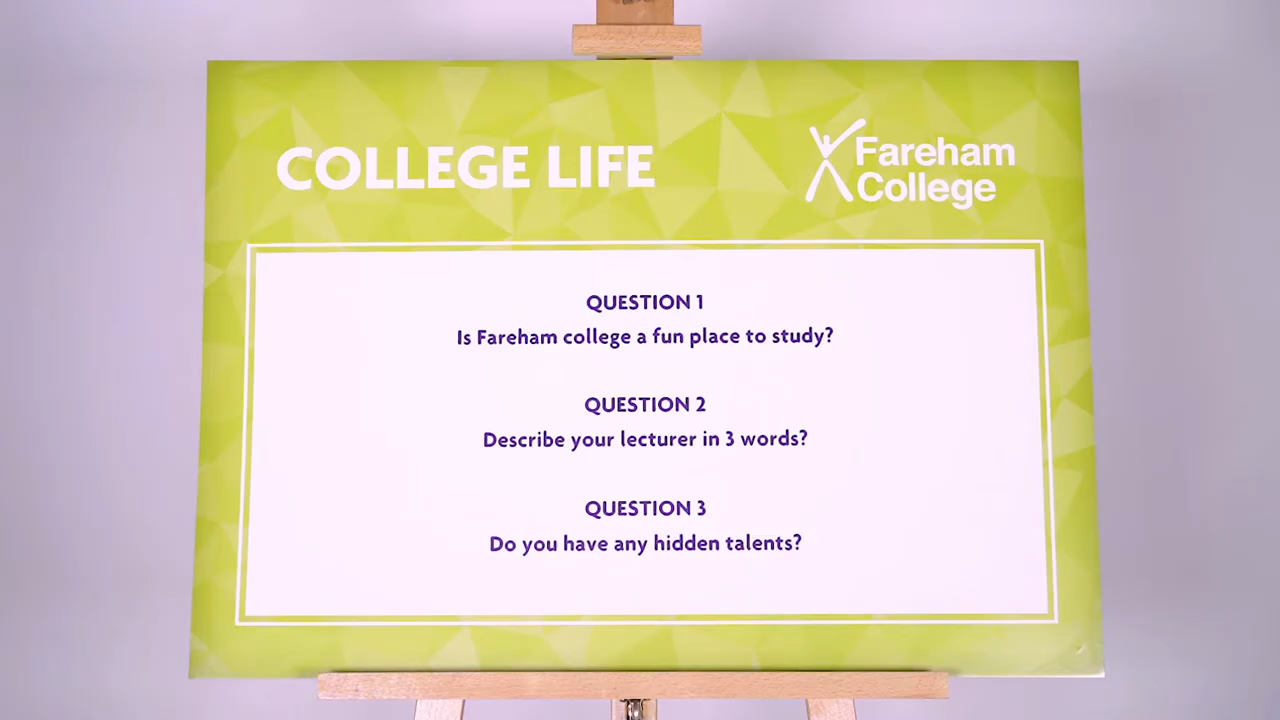 COLLEGE LIFE
Fareham
College
QUESTION 1
Is Fareham college a fun place to study?
QUESTION 2
Describe your lecturer in 3 words?
QUESTION 3
Do you have any hidden talents?